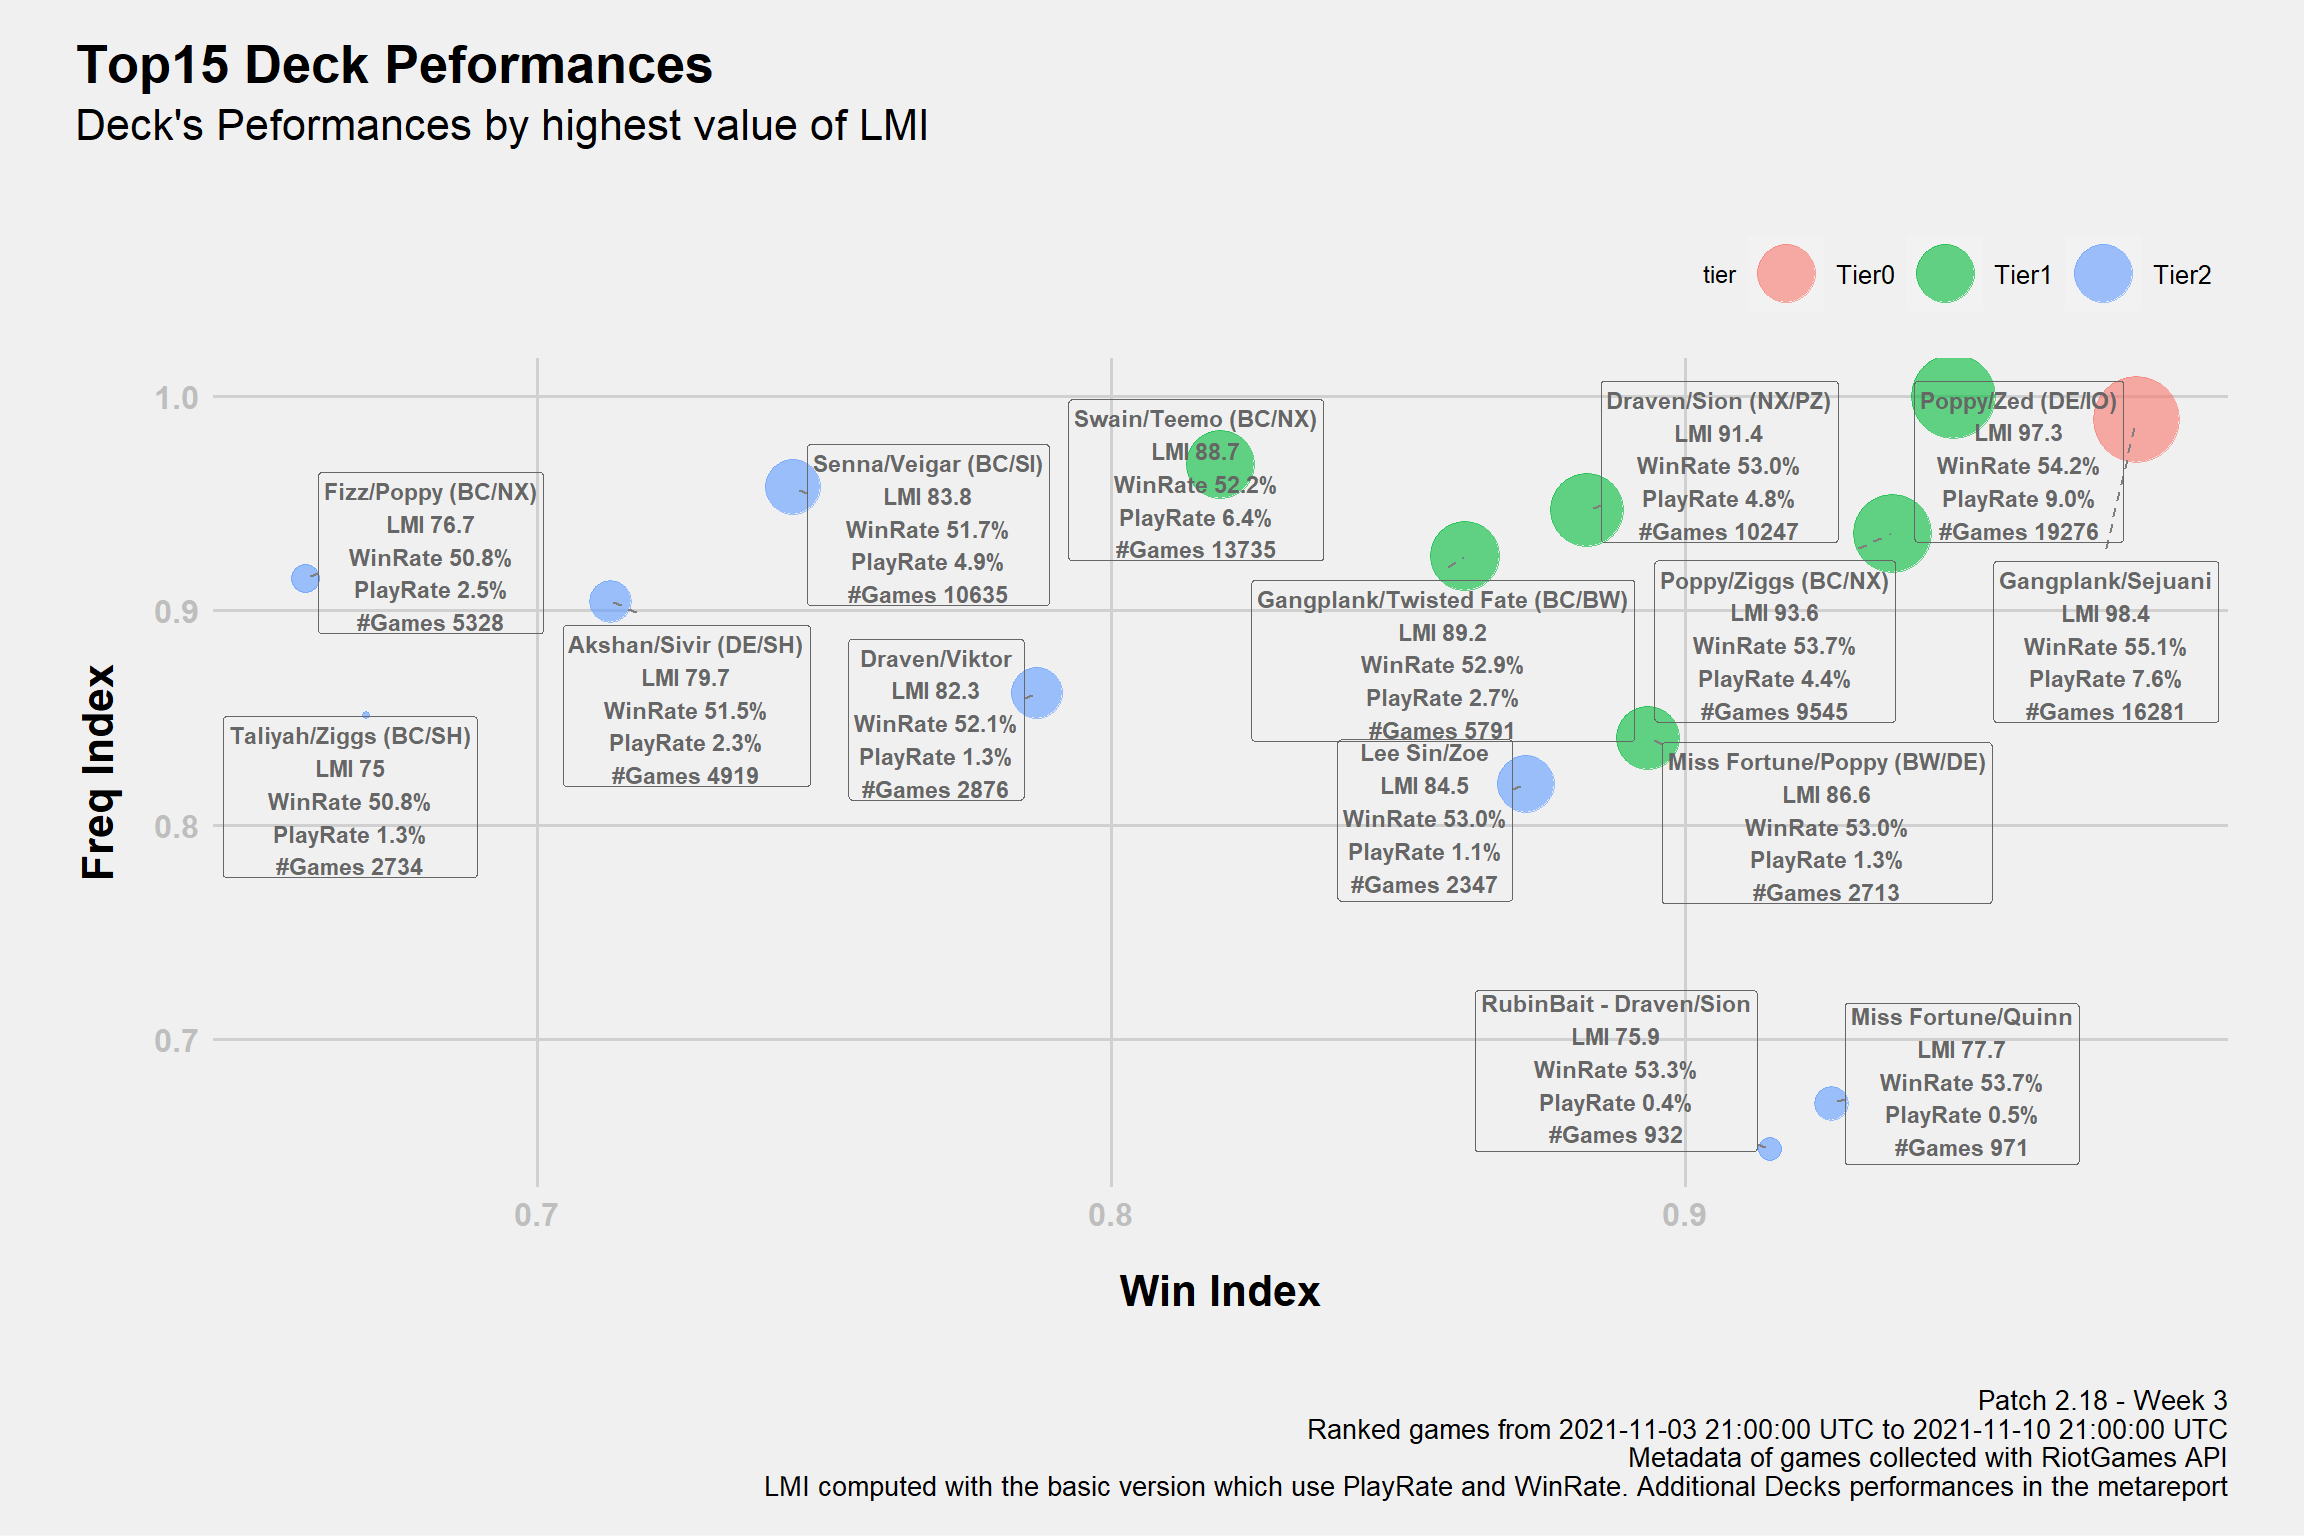 Top15 Deck Peformances
Deck's Peformances by highest value of LMI
tier
Tier0
Tier1
Tier2
1.0
0.9
0.8
0.7
Freq Index
Draven/Sion (NX/PZ)
LMI 91.4
WinRate 53.0%
PlayRate 4.8%
#Games 10247
Poppy/Zed (DE/IO)
LMI 97.3
WinRate 54.2%
PlayRate 9.0%
#Games 19276
Swain/Teemo (BC/NX)
LMI 88.7
WinRate 52.2%
PlayRate 6.4%
#Games 13735
Senna/Veigar (BC/SI)
LMI 83.8
WinRate 51.7%
PlayRate 4.9%
#Games 10635
Fizz/Poppy (BC/NX)
LMI 76.7
WinRate 50.8%
PlayRate 2.5%
#Games 5328
Gangplank/Twisted Fate (BC/BW)
LMI 89.2
WinRate 52.9%
PlayRate 2.7%
#Games 5791
Poppy/Ziggs (BC/NX)
LMI 93.6
WinRate 53.7%
PlayRate 4.4%
#Games 9545
Gangplank/Sejuani
LMI 98.4
WinRate 55.1%
PlayRate 7.6%
#Games 16281
Akshan/Sivir (DE/SH)
LMI 79.7
WinRate 51.5%
PlayRate 2.3%
#Games 4919
Draven/Viktor
LMI 82.3
WinRate 52.1%
PlayRate 1.3%
#Games 2876
Taliyah/Ziggs (BC/SH)
LMI 75
WinRate 50.8%
PlayRate 1.3%
#Games 2734
Lee Sin/Zoe
LMI 84.5
WinRate 53.0%
PlayRate 1.1%
#Games 2347
Miss Fortune/Poppy (BW/DE)
LMI 86.6
WinRate 53.0%
PlayRate 1.3%
#Games 2713
RubinBait - Draven/Sion
LMI 75.9
WinRate 53.3%
PlayRate 0.4%
#Games 932
Miss Fortune/Quinn
LMI 77.7
WinRate 53.7%
PlayRate 0.5%
#Games 971
0.7
0.8
0.9
Win Index
Patch 2.18 - Week 3
Ranked games from 2021-11-03 21:00:00 UTC to 2021-11-10 21:00:00 UTC
Metadata of games collected with RiotGames API
LMI computed with the basic version which use PlayRate and WinRate. Additional Decks performances in the metareport